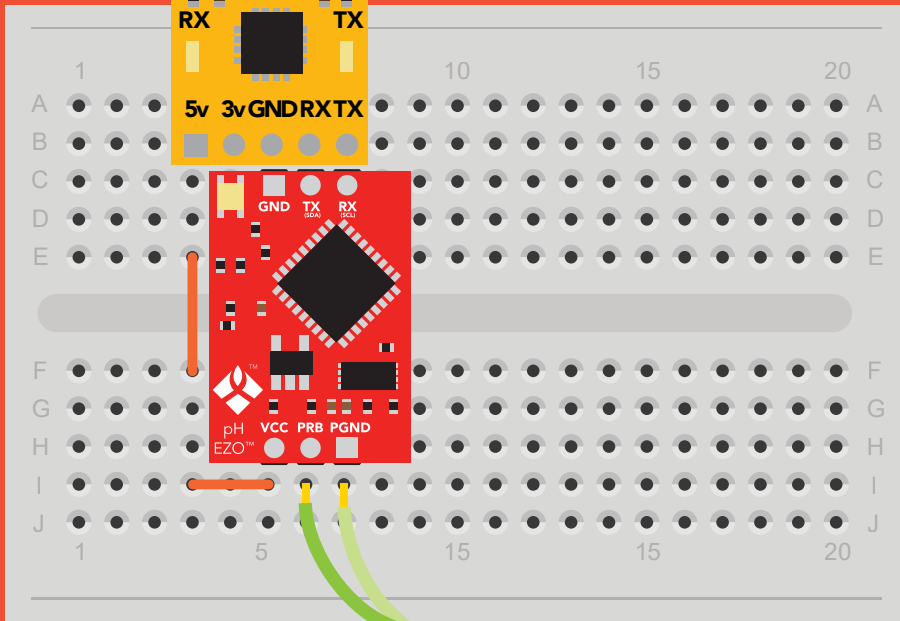 RX TX
1 10 15 20
5v 3v GND RX TX
A A
B B
C C
GND TX RX
(SDA) (SCL)
D D
E E
F F
TM
G G
VCC PRB PGND
pH
H H
EZO™
I I
J J
1 5 15 15 20